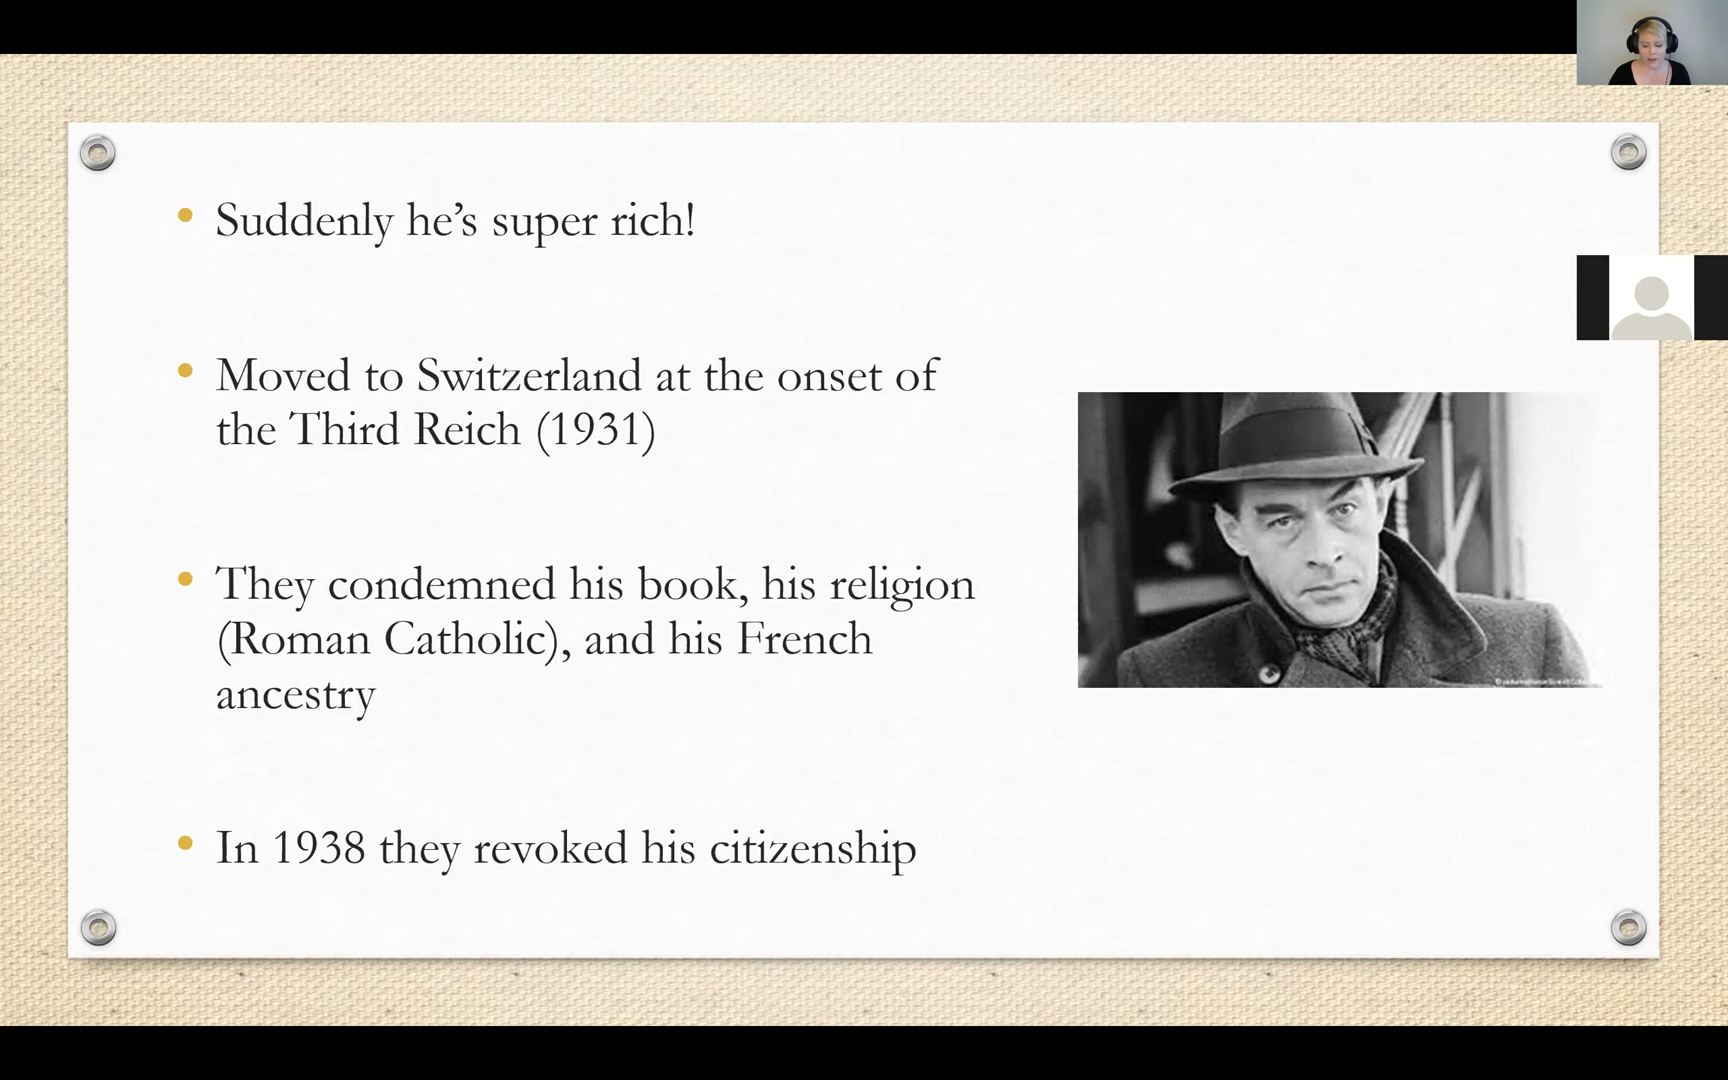 • Suddenly he’s super rich!
• Moved to Switzerland at the onset of
the Third Reich (1931)
• They condemned his book, his religion
(Roman Catholic), and his French
ancestry
• In 1938 they revoked his citizenship